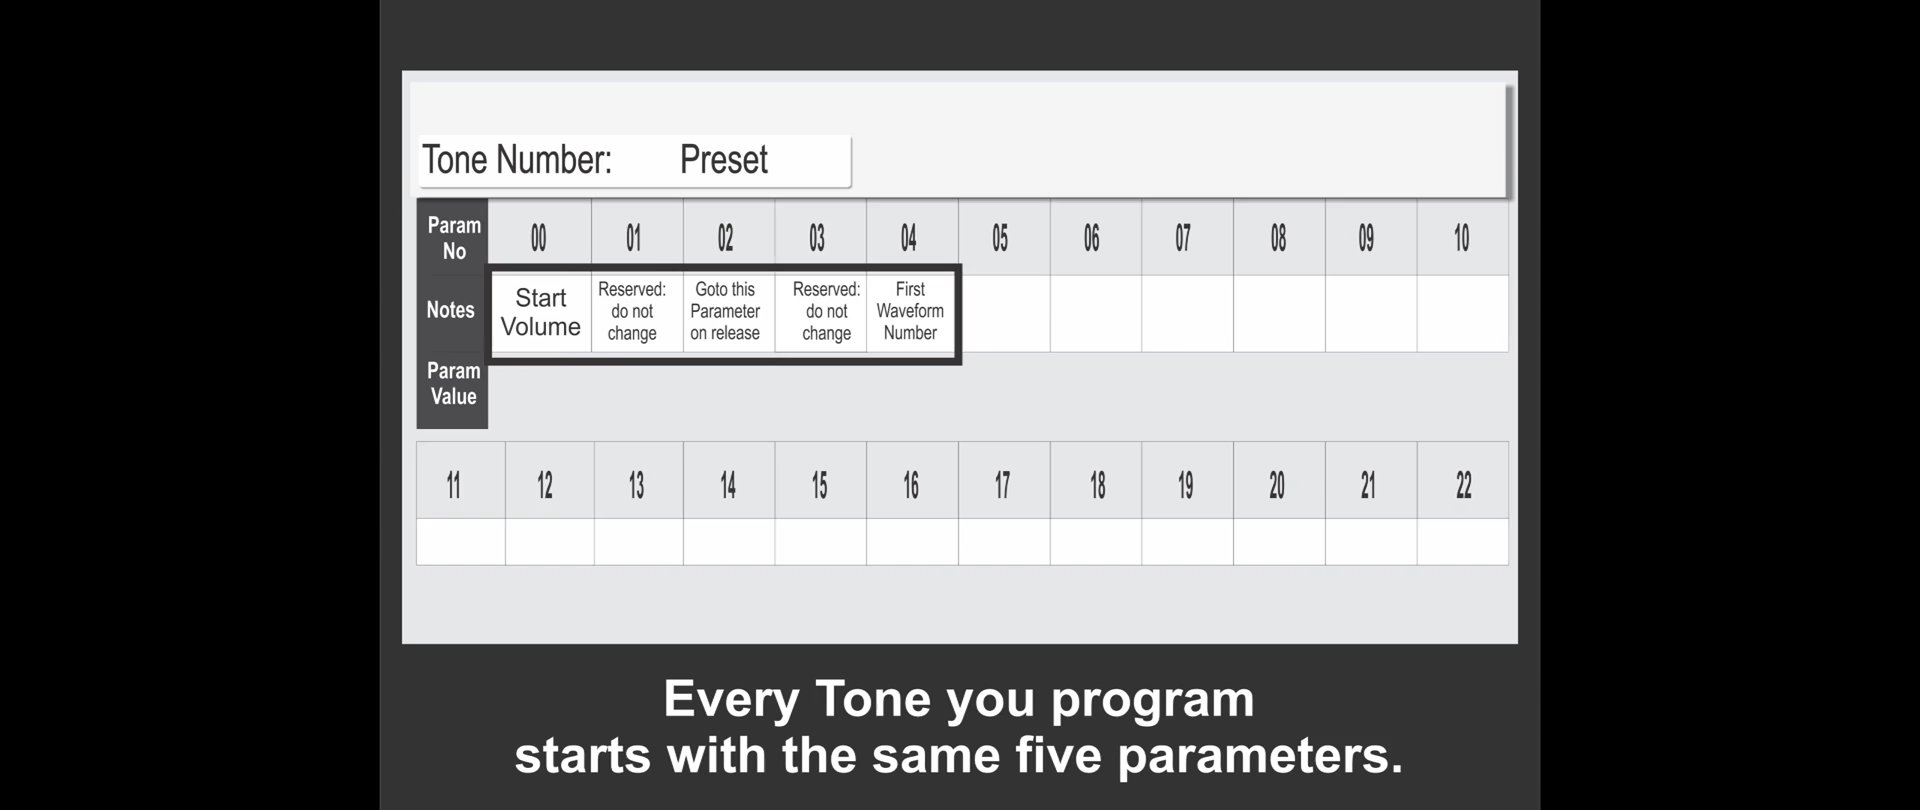 Tone Number: Preset
Param No 00 01 02 03 04 05 06 07 08 09 10
Notes
Start
Volume
Reserved:
do not
change
Goto this
Parameter
on release
Reserved:
do not
change
First
Waveform
Number
Param
Value
11 12 13 14 15 16 17 18 19 20 21 22
Every Tone you program
starts with the same five parameters.